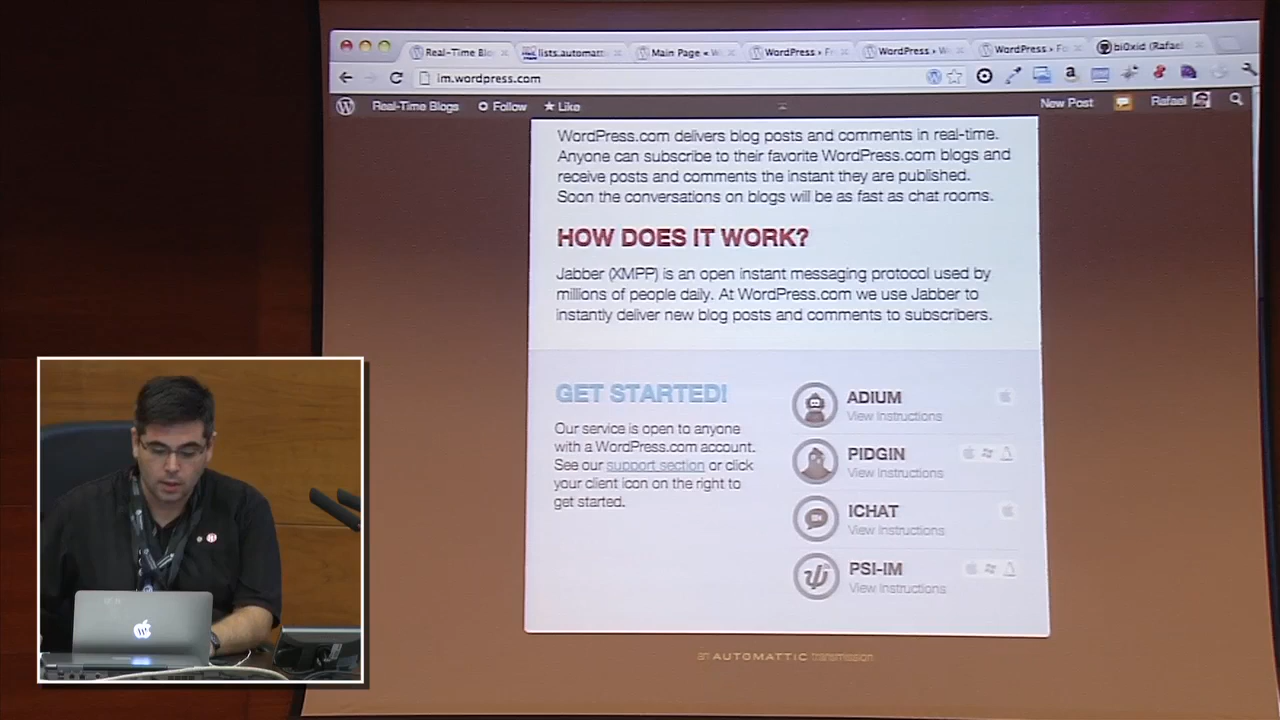 Real-Time Blo
lists.automatt
Main Page «
WordPress ›
WordPress ›
WordPress ›
bi0xid (Rafael
im.wordpress.com
Real-Time Blogs
Follow
Like
New Post
Rafael
WordPress.com delivers blog posts and comments in real-time.
Anyone can subscribe to their favorite WordPress.com blogs and
receive posts and comments the instant they are published.
Soon the conversations on blogs will be as fast as chat rooms.
HOW DOES IT WORK?
Jabber (XMPP) is an open instant messaging protocol used by
millions of people daily. At WordPress.com we use Jabber to
instantly deliver new blog posts and comments to subscribers.
GET STARTED!
Our service is open to anyone
with a WordPress.com account.
See our support section or click
your client icon on the right to
get started.
ADIUM
View Instructions
PIDGIN
View Instructions
ICHAT
View Instructions
PSI-IM
View Instructions
an AUTOMATTIC transmission